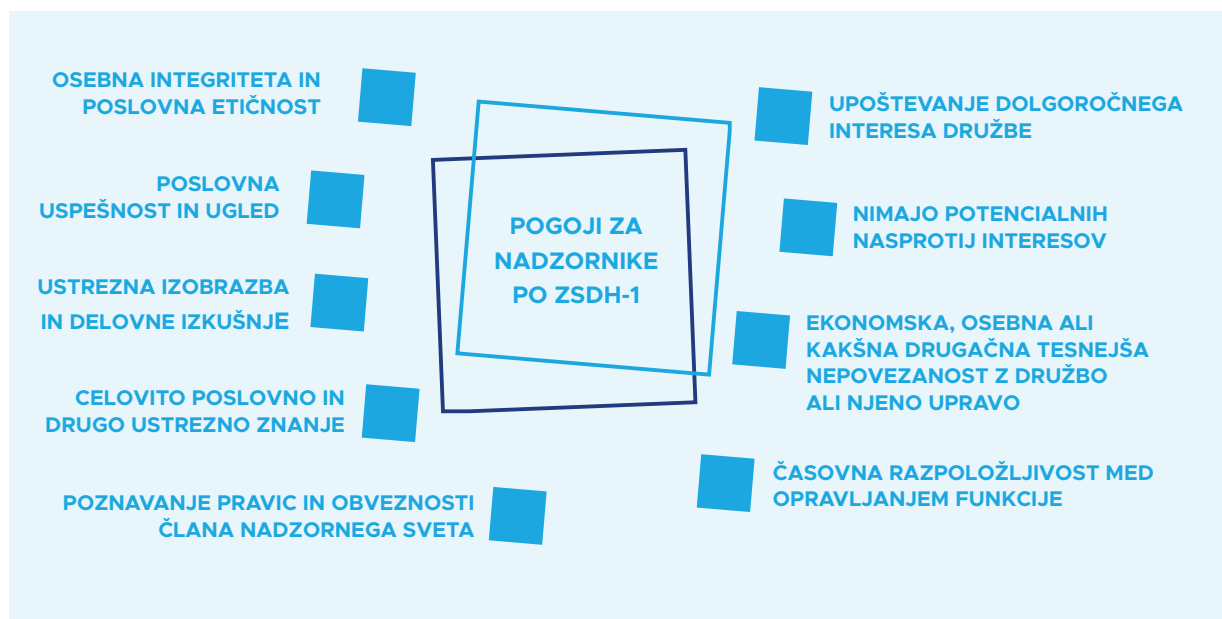 OSEBNA INTEGRITETA IN
POSLOVNA ETIČNOST
POSLOVNA
USPEŠNOST IN UGLED
USTREZNA IZOBRAZBA
IN DELOVNE IZKUŠNJE
CELOVITO POSLOVNO IN
DRUGO USTREZNO ZNANJE
POZNAVANJE PRAVIC IN OBVEZNOSTI
ČLANA NADZORNEGA SVETA
POGOJI ZA
NADZORNIKE
PO ZSDH-1
UPOŠTEVANJE DOLGOROČNEGA
INTERESA DRUŽBE
NIMAJO POTENCIALNIH
NASPROTIJ INTERESOV
EKONOMSKA, OSEBNA ALI
KAKŠNA DRUGAČNA TESNEJŠA
NEPOVEZANOST Z DRUŽBO
ALI NJENO UPRAVO
ČASOVNA RAZPOLOŽLJIVOST MED
OPRAVLJANJEM FUNKCIJE